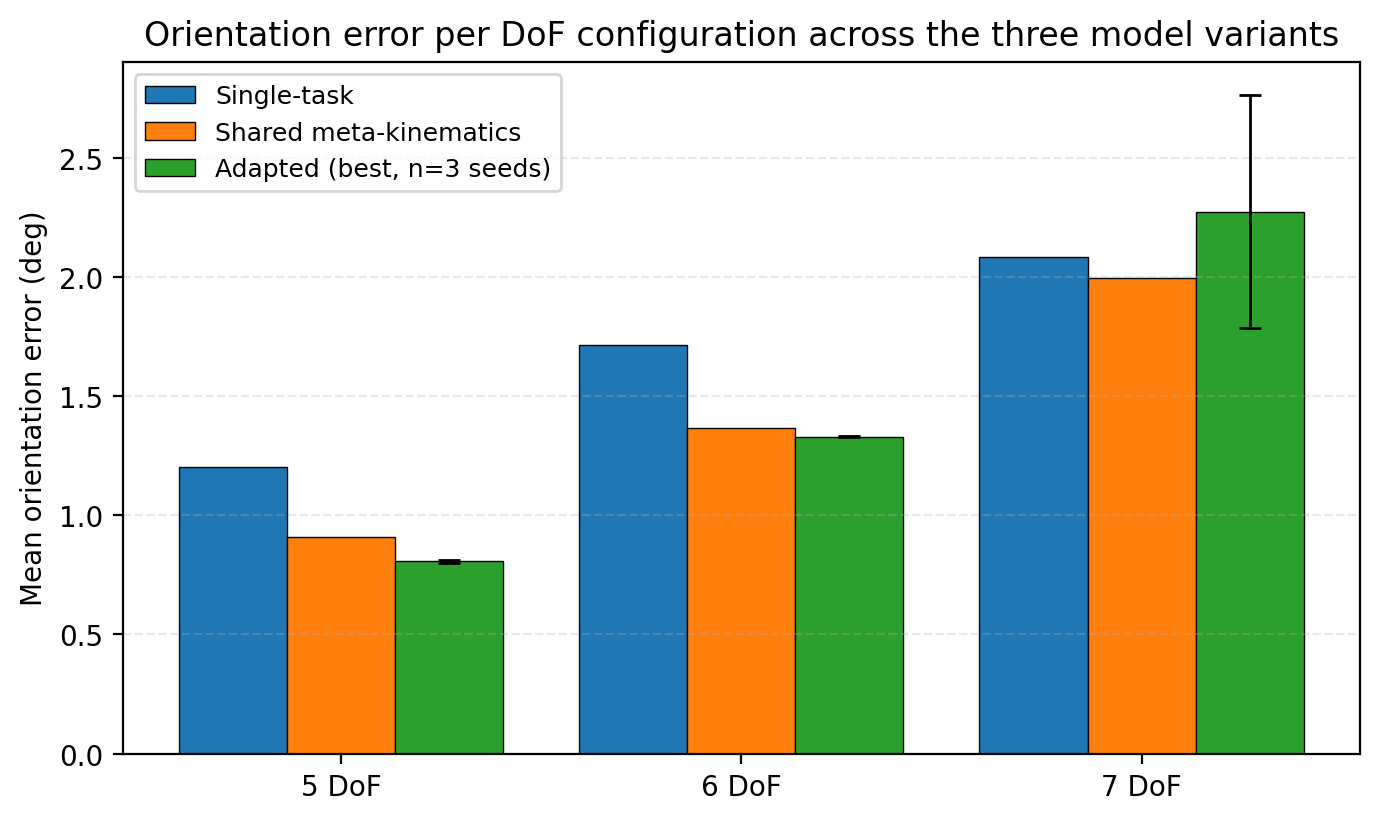 Orientation error per DoF configuration across the three model variants
Single-task
Shared meta-kinematics
Adapted (best, n=3 seeds)
Mean orientation error (deg)
2.5
2.0
1.5
1.0
0.5
0.0
5 DoF
6 DoF
7 DoF